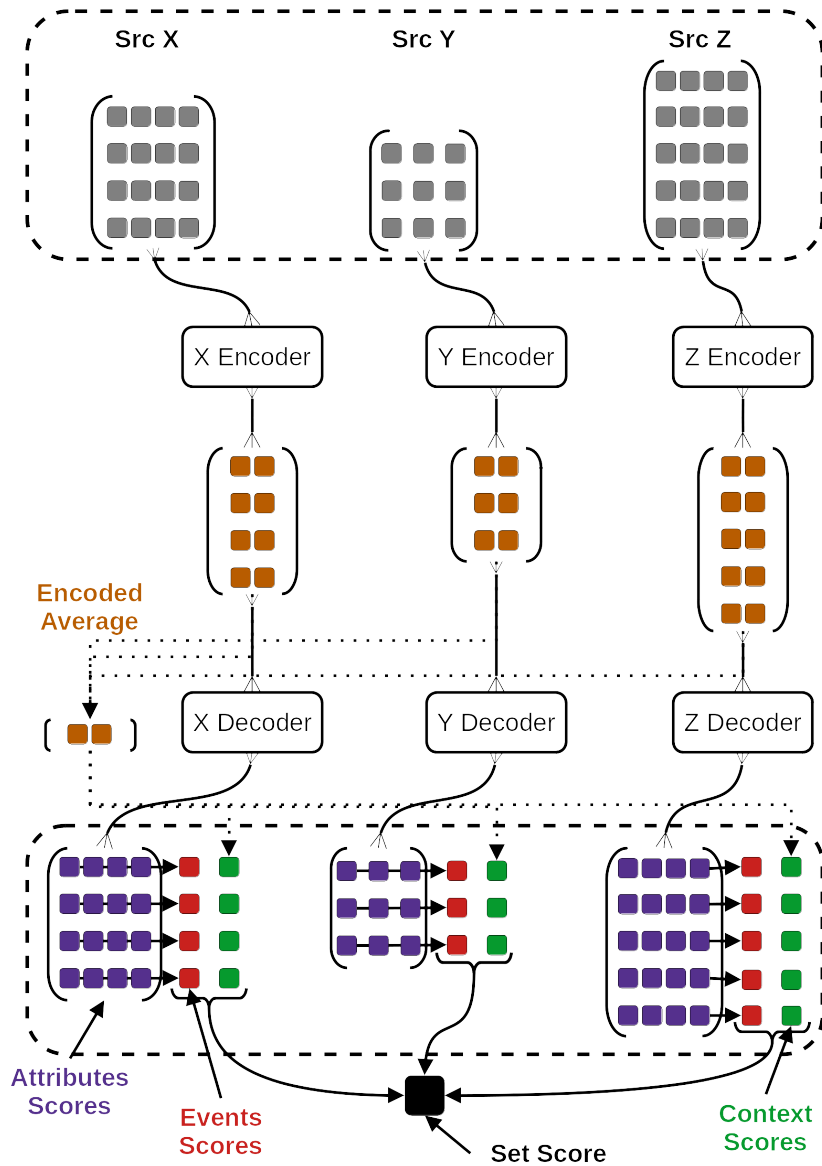 Src X
Src Y
Src Z
X Encoder
Y Encoder
Z Encoder
Encoded
Average
X Decoder
Y Decoder
Z Decoder
Attributes
Scores
Events
Scores
Set Score
Context
Scores